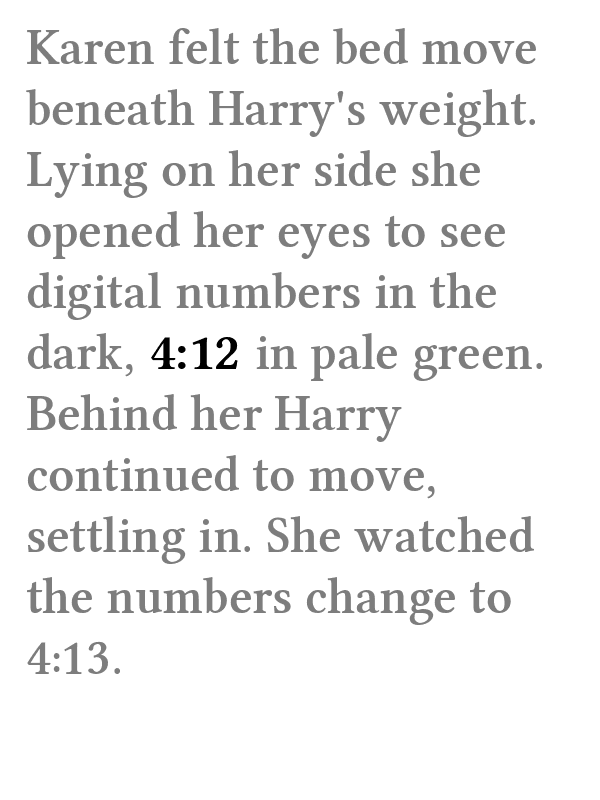 Karen felt the bed move
beneath Harry's weight.
Lying on her side she
opened her eyes to see
digital numbers in the
dark, 4:12 in pale green.
Behind her Harry
continued to move,
settling in. She watched
the numbers change to
4:13.